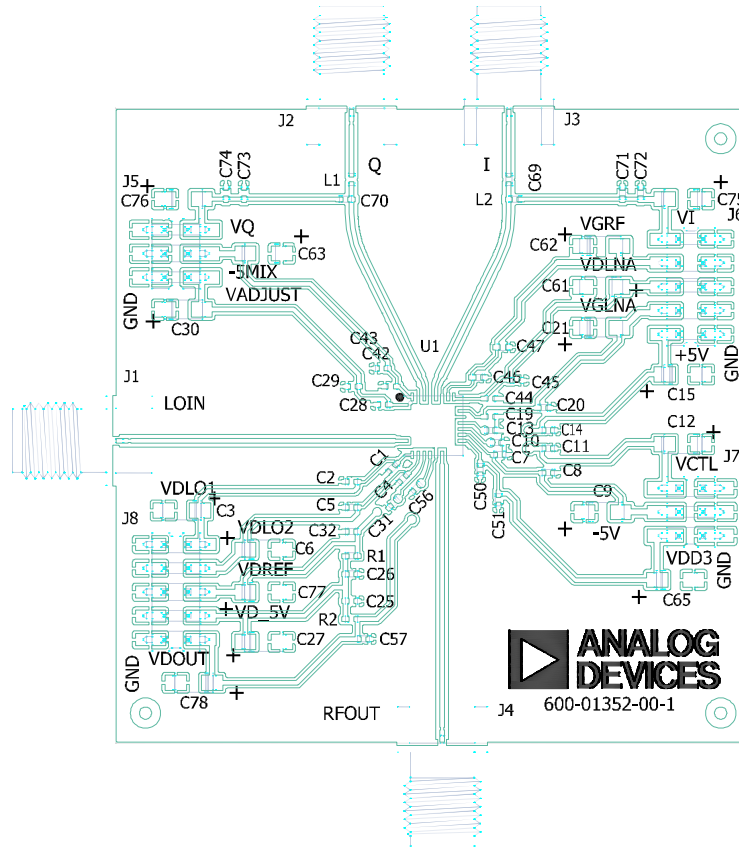 J2
J3
Q
I
C74
C73
L1
C70
C69
L2
C71
C72
J5
C76
C75
J6
VQ
VGRF
VI
C63
C62
VDLNA
-5MIX
C61
VGLNA
VADJUST
GND
C30
C21
C43
U1
C47
C42
+5V
GND
J1
C29
C46
C45
C15
LOIN
C28
C44
C20
C19
C13
C14
C12
C10
C11
C7
J7
C1
C2
C4
C8
VCTL
C50
C9
VDLO1
C3
C5
C56
C51
J8
C31
VDLO2
C32
-5V
C6
R1
VDD3
GND
VDREF
C26
C77
C65
VD_5V
C25
R2
C27
C57
VDOUT
GND
ANALOG
DEVICES
C78
RFOUT
J4
600-01352-00-1